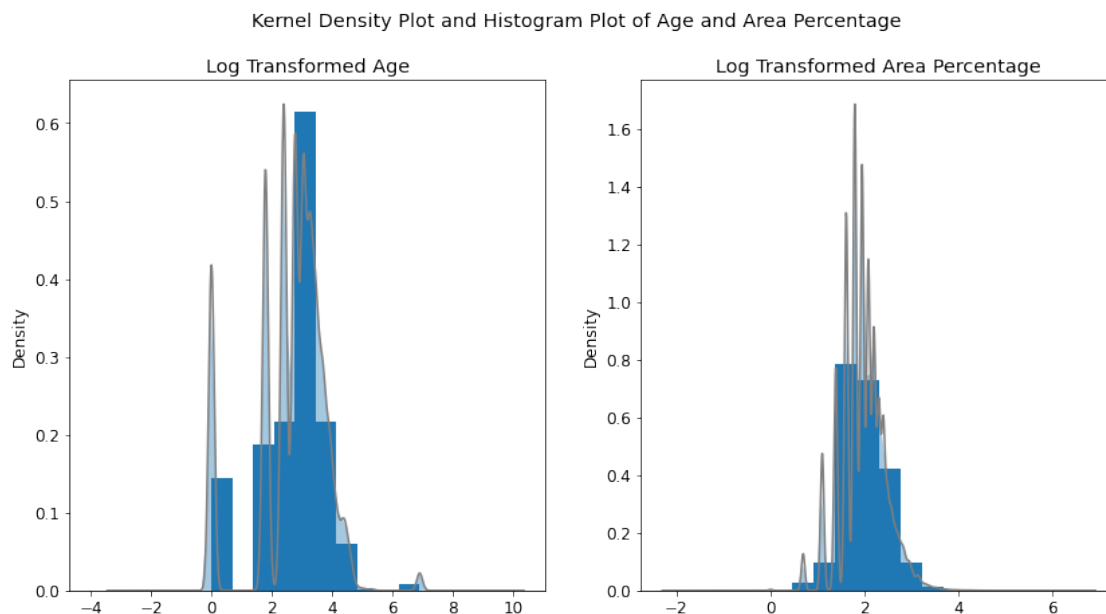 Kernel Density Plot and Histogram Plot of Age and Area Percentage
Log Transformed Age
Density
0.6
0.5
0.4
0.3
0.2
0.1
0.0
−4 −2 0 2 4 6 8 10
Log Transformed Area Percentage
Density
1.6
1.4
1.2
1.0
0.8
0.6
0.4
0.2
0.0
−2 0 2 4 6